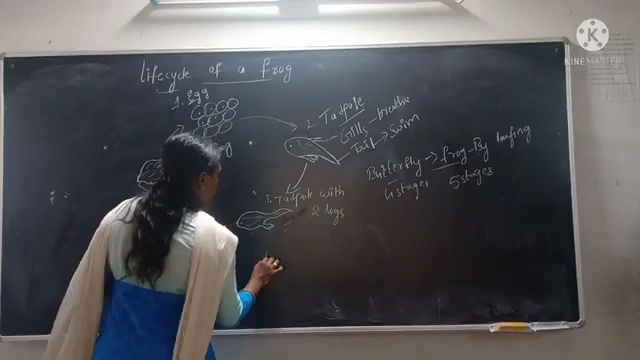 lifecycle of a frog
1. egg
2. Tadpole
Gills - breathe
Tail → Swim
Butterfly → frog - By laying
4 stages 5 stages
3. Tadpole with
2 legs
KINEMASTER